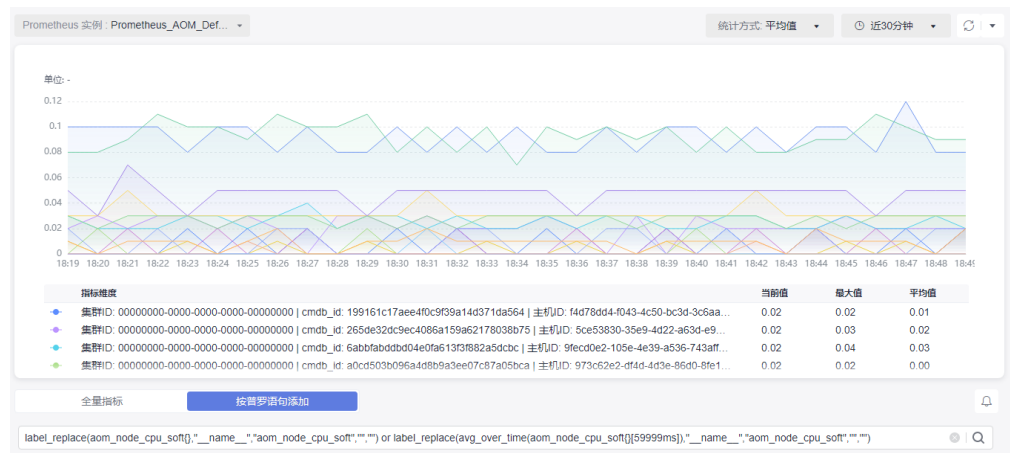 Prometheus 实例 : Prometheus_AOM_Def...
统计方式: 平均值
近30分钟
单位: -
0.12
0.1
0.08
0.06
0.04
0.02
0
18:19 18:20 18:21 18:22 18:23 18:24 18:25 18:26 18:27 18:28 18:29 18:30 18:31 18:32 18:33 18:34 18:35 18:36 18:37 18:38 18:39 18:40 18:41 18:42 18:43 18:44 18:45 18:46 18:47 18:48 18:49
指标维度 当前值 最大值 平均值
集群ID: 00000000-0000-0000-0000-00000000 | cmdb_id: 199161c17aee4f0c9f39a14d371da564 | 主机ID: f4d78dd4-f043-4c50-bc3d-3c6aa... 0.02 0.02 0.01
集群ID: 00000000-0000-0000-0000-00000000 | cmdb_id: 265de32dc9ec4086a159a62178038b75 | 主机ID: 5ce53830-35e9-4d22-a63d-e9... 0.02 0.03 0.02
集群ID: 00000000-0000-0000-0000-00000000 | cmdb_id: 6abbfabddbd04e0fa613f3f882a5dcbc | 主机ID: 9fecd0e2-105e-4e39-a536-743aff... 0.02 0.04 0.03
集群ID: 00000000-0000-0000-0000-00000000 | cmdb_id: a0cd503b096a4d8b9a3ee07c87a05bca | 主机ID: 973c62e2-df4d-4d3e-86d0-8fe1... 0.02 0.02 0.00
全量指标
按普罗语句添加
label_replace(aom_node_cpu_soft{},"__name__","aom_node_cpu_soft","","") or label_replace(avg_over_time(aom_node_cpu_soft{}[59999ms]),"__name__","aom_node_cpu_soft","","")